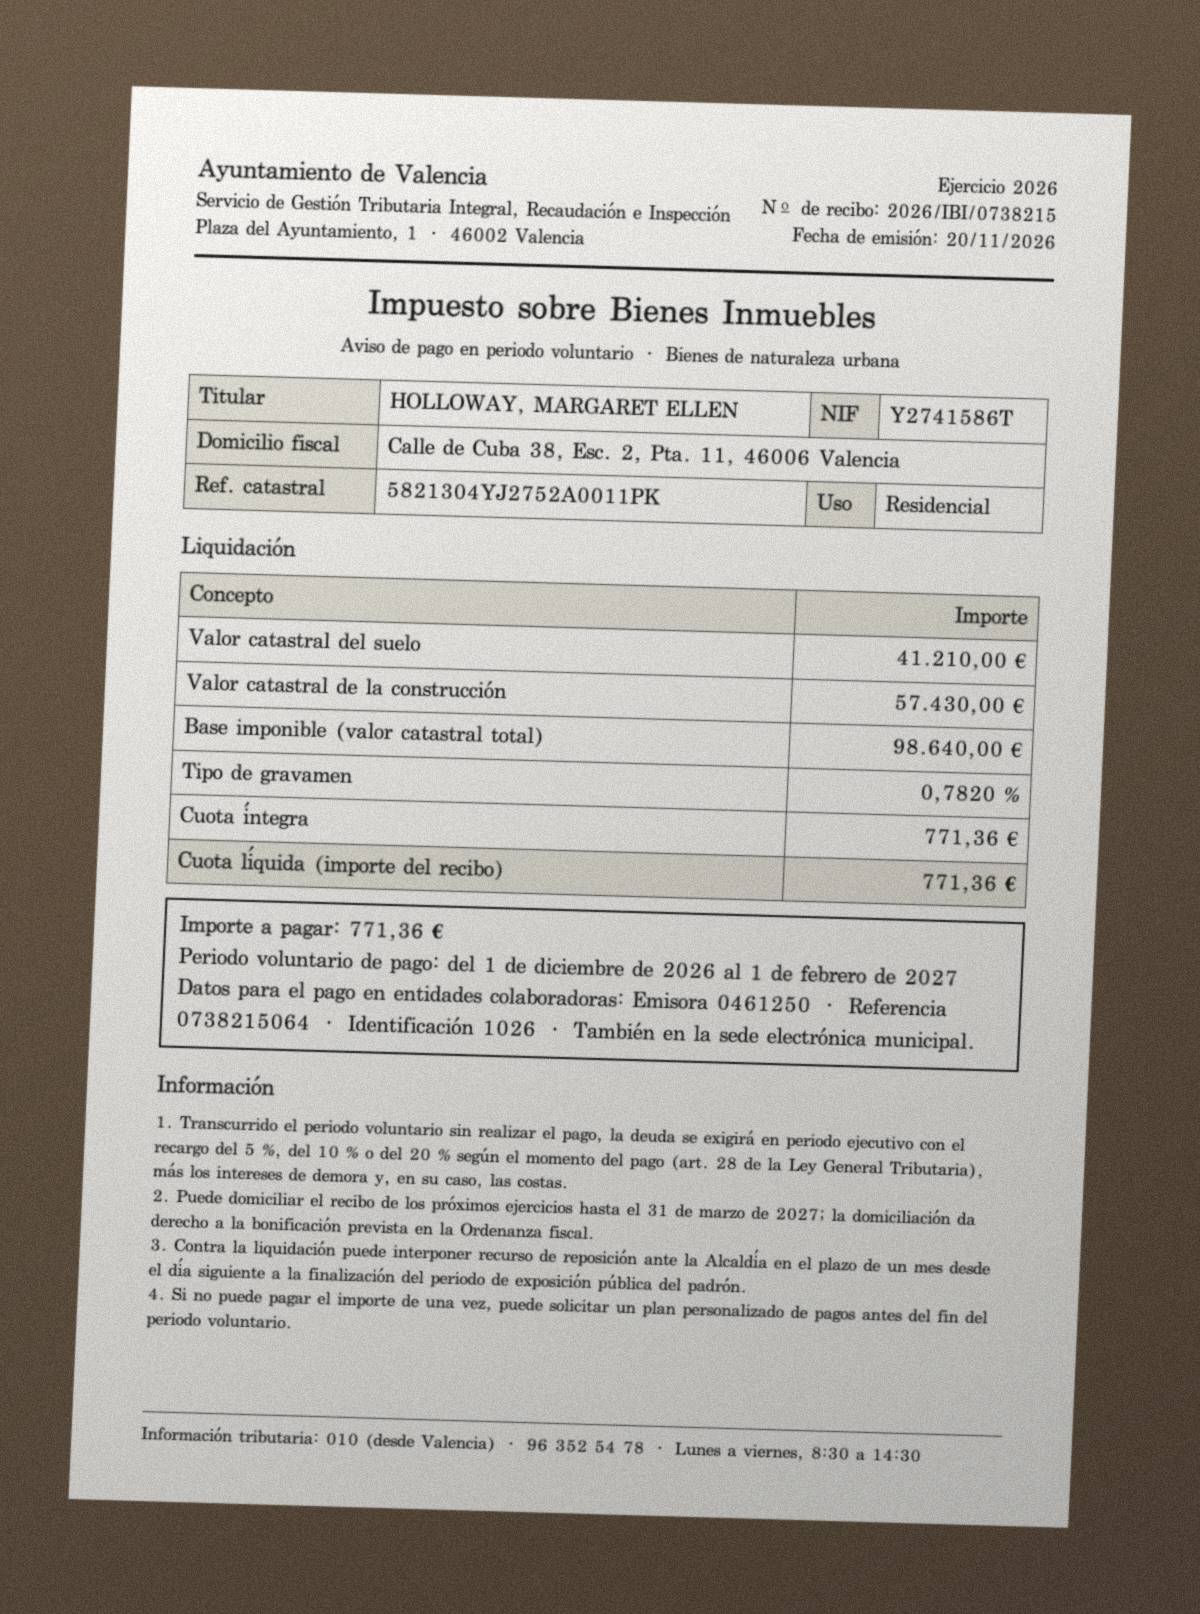 Ayuntamiento de Valencia
Servicio de Gestión Tributaria Integral, Recaudación e Inspección
Plaza del Ayuntamiento, 1 · 46002 Valencia
Ejercicio 2026
Nº de recibo: 2026/IBI/0738215
Fecha de emisión: 20/11/2026
Impuesto sobre Bienes Inmuebles
Aviso de pago en periodo voluntario · Bienes de naturaleza urbana
Titular HOLLOWAY, MARGARET ELLEN NIF Y2741586T
Domicilio fiscal Calle de Cuba 38, Esc. 2, Pta. 11, 46006 Valencia
Ref. catastral 5821304YJ2752A0011PK Uso Residencial
Liquidación
Concepto Importe
Valor catastral del suelo 41.210,00 €
Valor catastral de la construcción 57.430,00 €
Base imponible (valor catastral total) 98.640,00 €
Tipo de gravamen 0,7820 %
Cuota íntegra 771,36 €
Cuota líquida (importe del recibo) 771,36 €
Importe a pagar: 771,36 €
Periodo voluntario de pago: del 1 de diciembre de 2026 al 1 de febrero de 2027
Datos para el pago en entidades colaboradoras: Emisora 0461250 · Referencia
0738215064 · Identificación 1026 · También en la sede electrónica municipal.
Información
1. Transcurrido el periodo voluntario sin realizar el pago, la deuda se exigirá en periodo ejecutivo con el
recargo del 5 %, del 10 % o del 20 % según el momento del pago (art. 28 de la Ley General Tributaria),
más los intereses de demora y, en su caso, las costas.
2. Puede domiciliar el recibo de los próximos ejercicios hasta el 31 de marzo de 2027; la domiciliación da
derecho a la bonificación prevista en la Ordenanza fiscal.
3. Contra la liquidación puede interponer recurso de reposición ante la Alcaldía en el plazo de un mes desde
el día siguiente a la finalización del periodo de exposición pública del padrón.
4. Si no puede pagar el importe de una vez, puede solicitar un plan personalizado de pagos antes del fin del
periodo voluntario.
Información tributaria: 010 (desde Valencia) · 96 352 54 78 · Lunes a viernes, 8:30 a 14:30